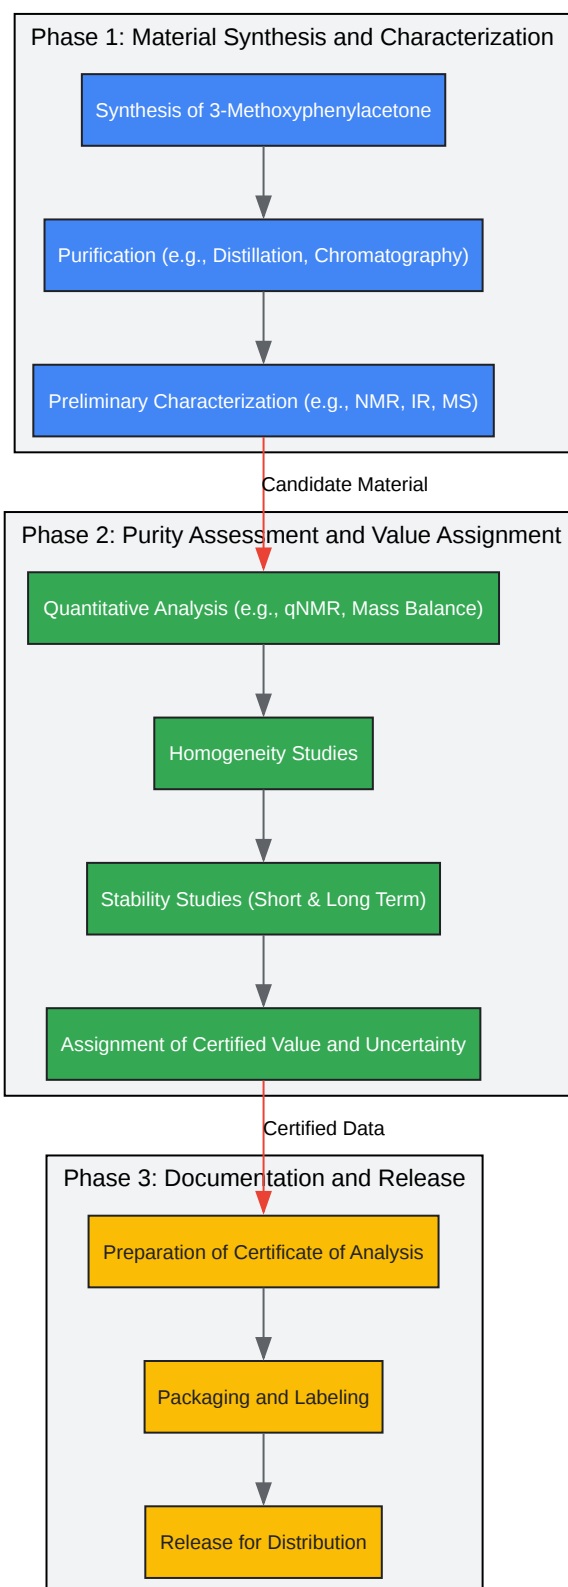 Phase 1: Material Synthesis and Characterization
Synthesis of 3-Methoxyphenylacetone
Purification (e.g., Distillation, Chromatography)
Preliminary Characterization (e.g., NMR, IR, MS)
Candidate Material
Phase 2: Purity Assessment and Value Assignment
Quantitative Analysis (e.g., qNMR, Mass Balance)
Homogeneity Studies
Stability Studies (Short & Long Term)
Assignment of Certified Value and Uncertainty
Certified Data
Phase 3: Documentation and Release
Preparation of Certificate of Analysis
Packaging and Labeling
Release for Distribution